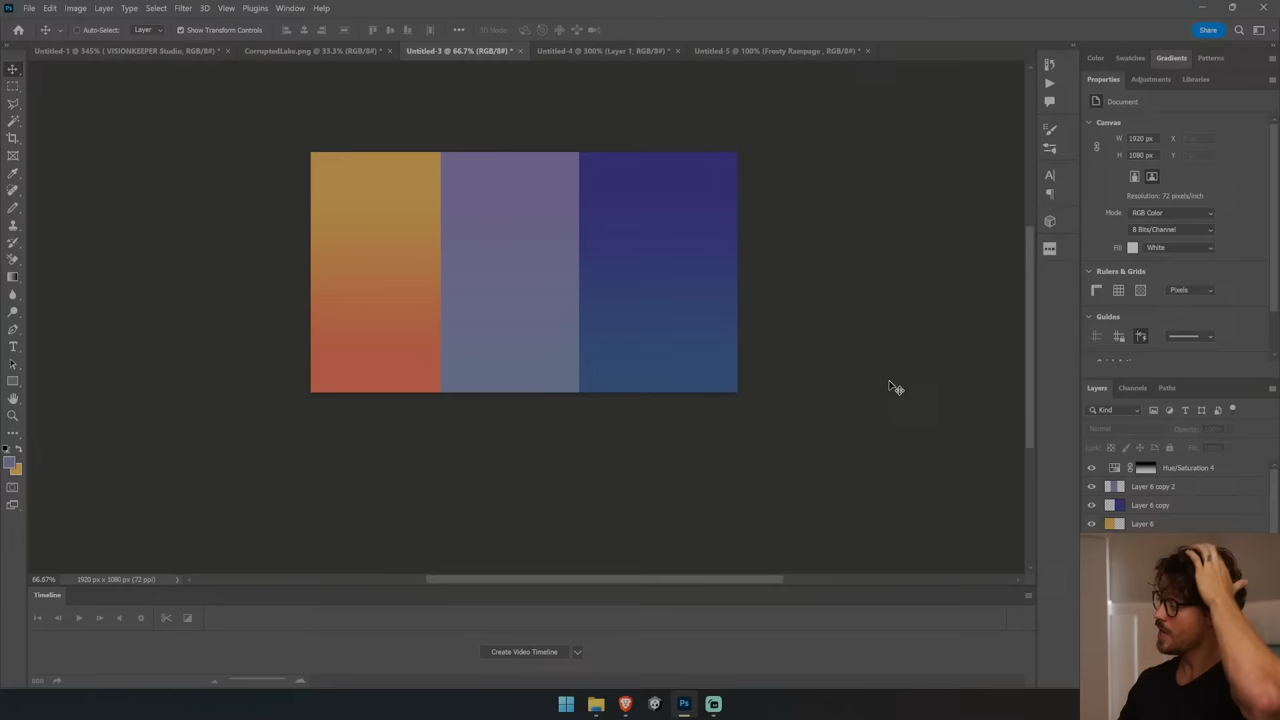 Ps File Edit Image Layer Type Select Filter 3D View Plugins Window Help
Auto-Select: Layer Show Transform Controls 3D Mode: Share
Untitled-1 @ 345% ( VISIONKEEPER Studio, RGB/8#) * × CorruptedLake.png @ 33.3% (RGB/8#) * × Untitled-3 @ 66.7% (RGB/8#) * × Untitled-4 @ 300% (Layer 1, RGB/8#) * × Untitled-5 @ 100% (Frosty Rampage , RGB/8#) * ×
Color Swatches Gradients Patterns
Properties Adjustments Libraries
Document
Canvas
W 1920 px X
H 1080 px Y
Resolution: 72 pixels/inch
Mode RGB Color
8 Bits/Channel
Fill White
Rulers & Grids
Pixels
Guides
Layers Channels Paths
Kind
Normal Opacity:
Lock: Fill:
Hue/Saturation 4
Layer 6 copy 2
Layer 6 copy
Layer 6
66.67% 1920 px x 1080 px (72 ppi)
Timeline
Create Video Timeline
Ps